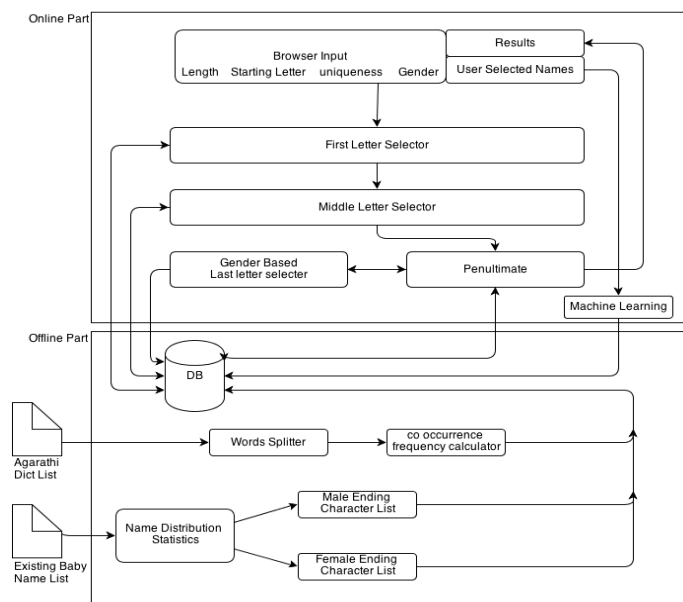 Online Part
Browser Input
Length Starting Letter uniqueness Gender
Results
User Selected Names
First Letter Selector
Middle Letter Selector
Gender Based
Last letter selecter
Penultimate
Machine Learning
Offline Part
DB
Agarathi
Dict List
Words Splitter
co occurrence
frequency calculator
Existing Baby
Name List
Name Distribution
Statistics
Male Ending
Character List
Female Ending
Character List